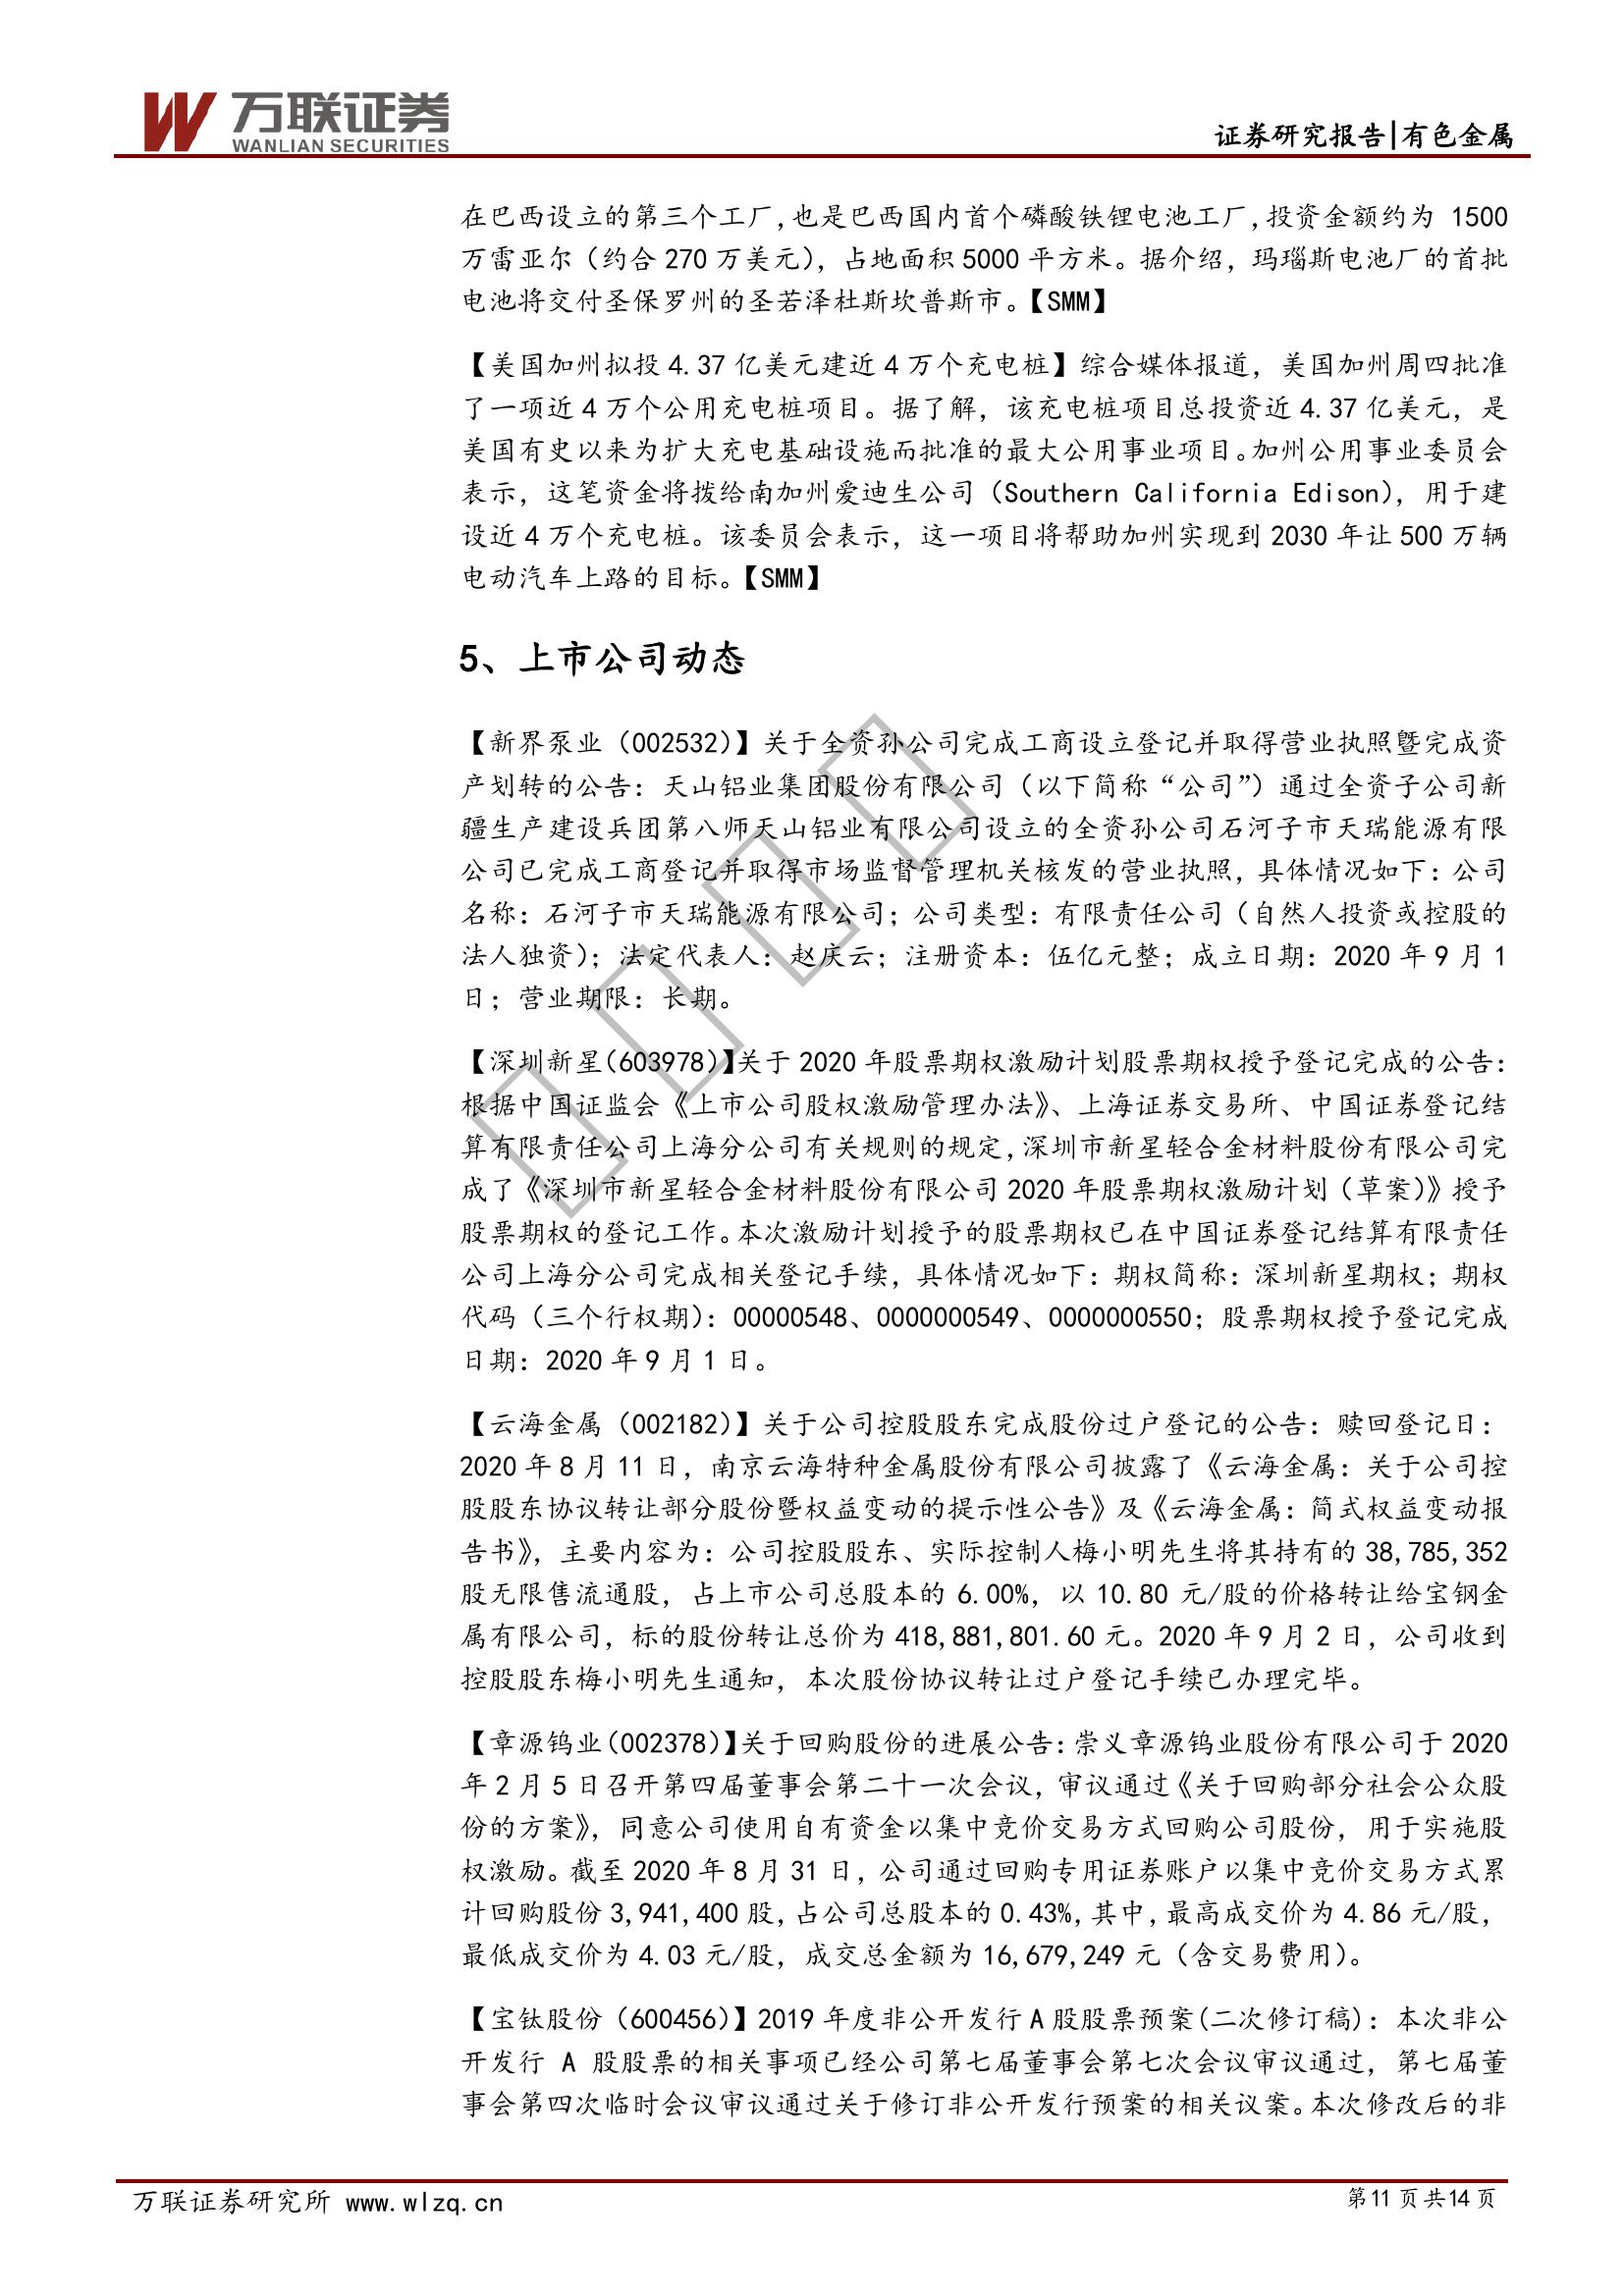 万联证券
WANLIAN SECURITIES
证券研究报告|有色金属
在巴西设立的第三个工厂,也是巴西国内首个磷酸铁锂电池工厂,投资金额约为 1500
万雷亚尔（约合 270 万美元），占地面积 5000 平方米。据介绍，玛瑙斯电池厂的首批
电池将交付圣保罗州的圣若泽杜斯坎普斯市。【SMM】
【美国加州拟投 4.37 亿美元建近 4 万个充电桩】综合媒体报道，美国加州周四批准
了一项近 4 万个公用充电桩项目。据了解，该充电桩项目总投资近 4.37 亿美元，是
美国有史以来为扩大充电基础设施而批准的最大公用事业项目。加州公用事业委员会
表示，这笔资金将拨给南加州爱迪生公司（Southern California Edison），用于建
设近 4 万个充电桩。该委员会表示，这一项目将帮助加州实现到 2030 年让 500 万辆
电动汽车上路的目标。【SMM】
5、上市公司动态
【新界泵业（002532）】关于全资孙公司完成工商设立登记并取得营业执照暨完成资
产划转的公告：天山铝业集团股份有限公司（以下简称“公司”）通过全资子公司新
疆生产建设兵团第八师天山铝业有限公司设立的全资孙公司石河子市天瑞能源有限
公司已完成工商登记并取得市场监督管理机关核发的营业执照，具体情况如下：公司
名称：石河子市天瑞能源有限公司；公司类型：有限责任公司（自然人投资或控股的
法人独资）；法定代表人：赵庆云；注册资本：伍亿元整；成立日期：2020 年 9 月 1
日；营业期限：长期。
【深圳新星（603978）】关于 2020 年股票期权激励计划股票期权授予登记完成的公告：
根据中国证监会《上市公司股权激励管理办法》、上海证券交易所、中国证券登记结
算有限责任公司上海分公司有关规则的规定,深圳市新星轻合金材料股份有限公司完
成了《深圳市新星轻合金材料股份有限公司 2020 年股票期权激励计划（草案）》授予
股票期权的登记工作。本次激励计划授予的股票期权已在中国证券登记结算有限责任
公司上海分公司完成相关登记手续，具体情况如下：期权简称：深圳新星期权；期权
代码（三个行权期）：00000548、0000000549、0000000550；股票期权授予登记完成
日期：2020 年 9 月 1 日。
【云海金属（002182）】关于公司控股股东完成股份过户登记的公告：赎回登记日：
2020 年 8 月 11 日，南京云海特种金属股份有限公司披露了《云海金属：关于公司控
股股东协议转让部分股份暨权益变动的提示性公告》及《云海金属：简式权益变动报
告书》，主要内容为：公司控股股东、实际控制人梅小明先生将其持有的 38,785,352
股无限售流通股，占上市公司总股本的 6.00%，以 10.80 元/股的价格转让给宝钢金
属有限公司，标的股份转让总价为 418,881,801.60 元。2020 年 9 月 2 日，公司收到
控股股东梅小明先生通知，本次股份协议转让过户登记手续已办理完毕。
【章源钨业（002378）】关于回购股份的进展公告：崇义章源钨业股份有限公司于 2020
年 2 月 5 日召开第四届董事会第二十一次会议，审议通过《关于回购部分社会公众股
份的方案》，同意公司使用自有资金以集中竞价交易方式回购公司股份，用于实施股
权激励。截至 2020 年 8 月 31 日，公司通过回购专用证券账户以集中竞价交易方式累
计回购股份 3,941,400 股,占公司总股本的 0.43%,其中,最高成交价为 4.86 元/股，
最低成交价为 4.03 元/股，成交总金额为 16,679,249 元（含交易费用）。
【宝钛股份（600456）】2019 年度非公开发行 A 股股票预案(二次修订稿)：本次非公
开发行 A 股股票的相关事项已经公司第七届董事会第七次会议审议通过，第七届董
事会第四次临时会议审议通过关于修订非公开发行预案的相关议案。本次修改后的非
万联证券研究所 www.wlzq.cn
第11 页共14 页